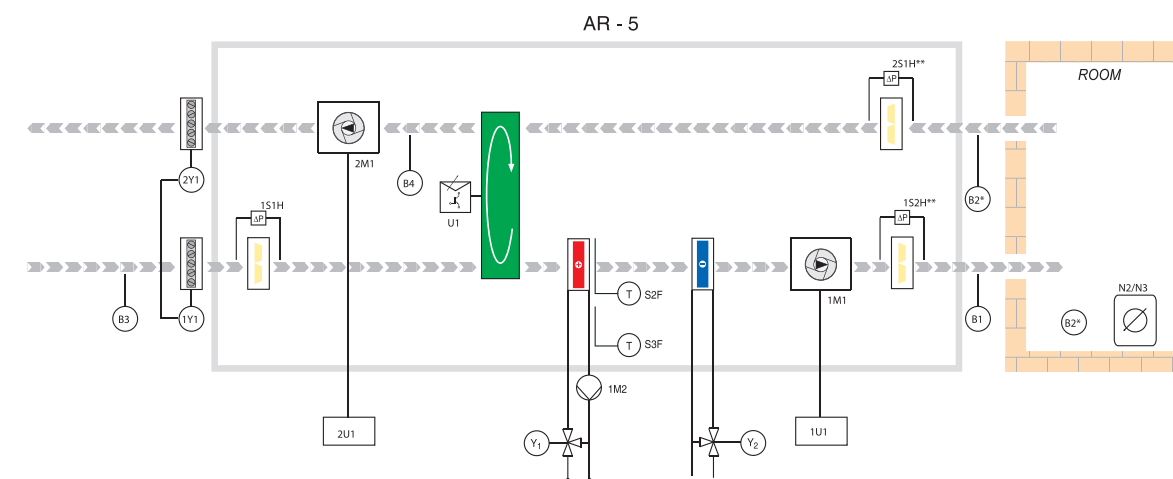 AR - 5
2S1H**
ΔP
ROOM
2M1
B4
2Y1
U1
B2*
1S1H
ΔP
1S2H**
ΔP
+
-
T S2F
1M1
N2/N3
B3
1Y1
B1
B2*
T S3F
1M2
2U1
Y1
Y2
1U1